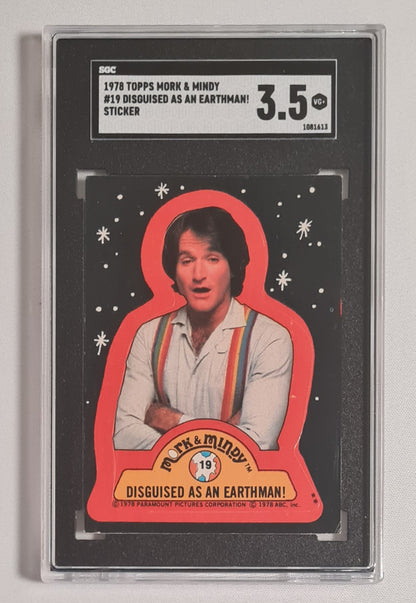 SGC
1978 TOPPS MORK & MINDY
#19 DISGUISED AS AN EARTHMAN!
STICKER
3.5
VG+
1081613
MORK & MINDY™
19
DISGUISED AS AN EARTHMAN!
©1978 PARAMOUNT PICTURES CORPORATION © 1978 ABC, Inc.